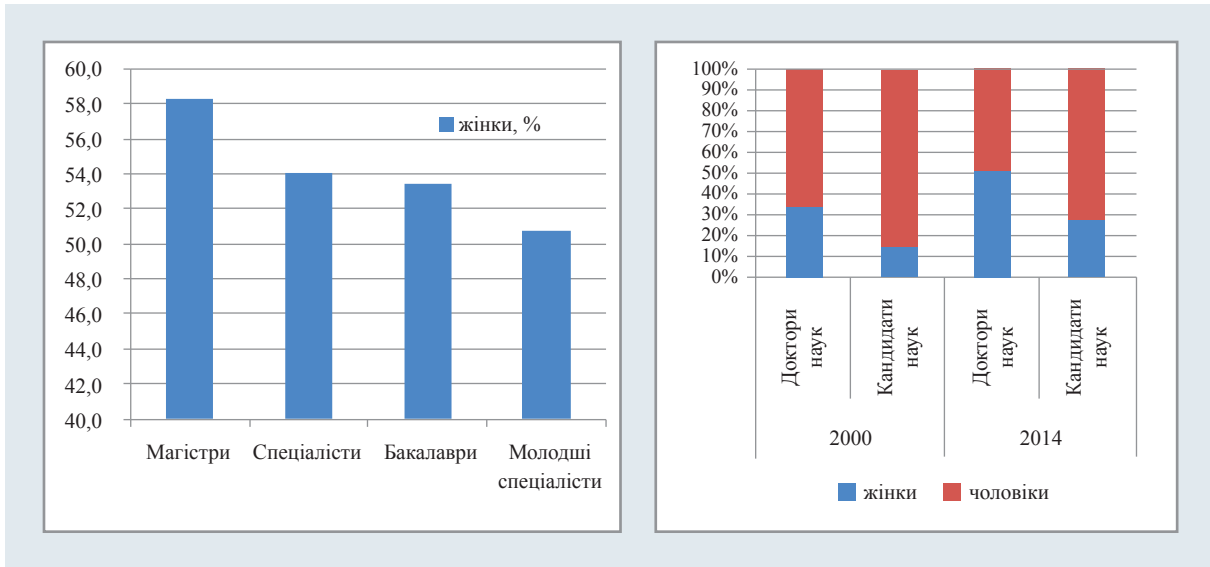 60,0
58,0
56,0
54,0
52,0
50,0
48,0
46,0
44,0
42,0
40,0
жінки, %
Магістри
Спеціалісти
Бакалаври
Молодші
спеціалісти
100%
90%
80%
70%
60%
50%
40%
30%
20%
10%
0%
Доктори
наук
Кандидати
наук
Доктори
наук
Кандидати
наук
2000
2014
жінки
чоловіки